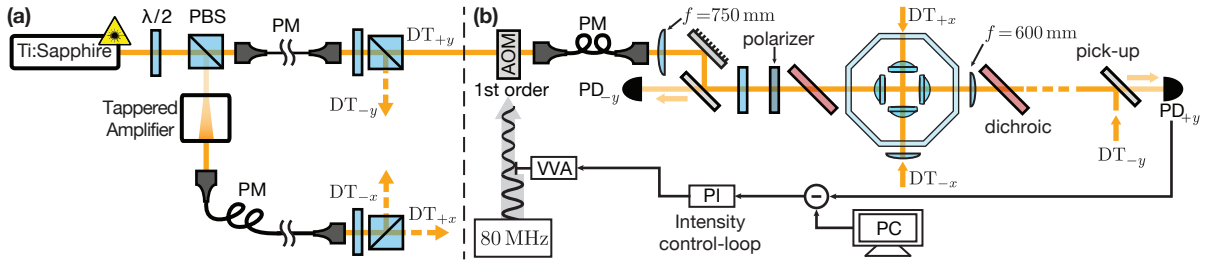 (a)
Ti:Sapphire
λ/2
PBS
PM
DT+y
DT−y
Tappered
Amplifier
PM
DT−x
DT+x
(b)
AOM
1st order
PM
f = 750 mm
PD−y
polarizer
DT+x
f = 600 mm
pick-up
dichroic
PD+y
DT−y
DT−x
VVA
PI
Intensity
control-loop
−
PC
80 MHz